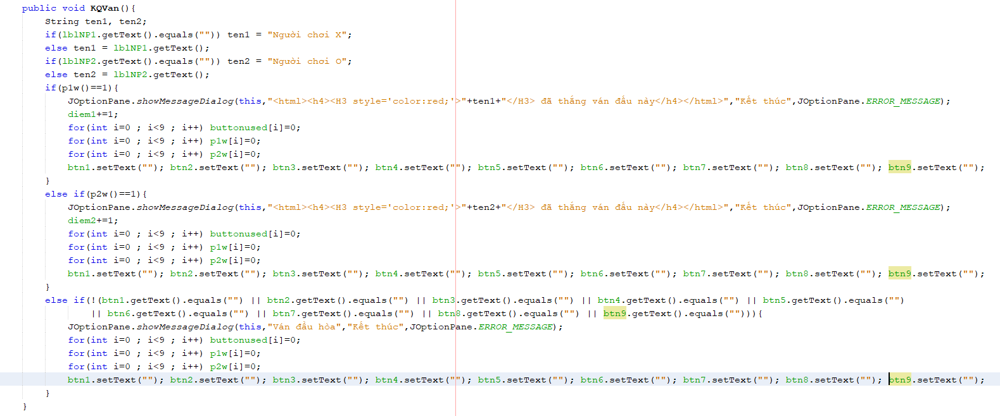 public void KQVan(){
String ten1, ten2;
if(lblNP1.getText().equals("")) ten1 = "Người chơi X";
else ten1 = lblNP1.getText();
if(lblNP2.getText().equals("")) ten2 = "Người chơi O";
else ten2 = lblNP2.getText();
if(p1w()==1){
JOptionPane.showMessageDialog(this,"<html><h4><H3 style='color:red;'>"+ten1+"</H3> đã thắng ván đấu này</h4></html>","Kết thúc",JOptionPane.ERROR_MESSAGE);
diem1+=1;
for(int i=0 ; i<9 ; i++) buttonused[i]=0;
for(int i=0 ; i<9 ; i++) p1w[i]=0;
for(int i=0 ; i<9 ; i++) p2w[i]=0;
btn1.setText(""); btn2.setText(""); btn3.setText(""); btn4.setText(""); btn5.setText(""); btn6.setText(""); btn7.setText(""); btn8.setText(""); btn9.setText("");
}
else if(p2w()==1){
JOptionPane.showMessageDialog(this,"<html><h4><H3 style='color:red;'>"+ten2+"</H3> đã thắng ván đấu này</h4></html>","Kết thúc",JOptionPane.ERROR_MESSAGE);
diem2+=1;
for(int i=0 ; i<9 ; i++) buttonused[i]=0;
for(int i=0 ; i<9 ; i++) p1w[i]=0;
for(int i=0 ; i<9 ; i++) p2w[i]=0;
btn1.setText(""); btn2.setText(""); btn3.setText(""); btn4.setText(""); btn5.setText(""); btn6.setText(""); btn7.setText(""); btn8.setText(""); btn9.setText("");
}
else if(!(btn1.getText().equals("") || btn2.getText().equals("") || btn3.getText().equals("") || btn4.getText().equals("") || btn5.getText().equals("")
|| btn6.getText().equals("") || btn7.getText().equals("") || btn8.getText().equals("") || btn9.getText().equals(""))){
JOptionPane.showMessageDialog(this,"Ván đầu hòa","Kết thúc",JOptionPane.ERROR_MESSAGE);
for(int i=0 ; i<9 ; i++) buttonused[i]=0;
for(int i=0 ; i<9 ; i++) p1w[i]=0;
for(int i=0 ; i<9 ; i++) p2w[i]=0;
btn1.setText(""); btn2.setText(""); btn3.setText(""); btn4.setText(""); btn5.setText(""); btn6.setText(""); btn7.setText(""); btn8.setText(""); btn9.setText("");
}
}